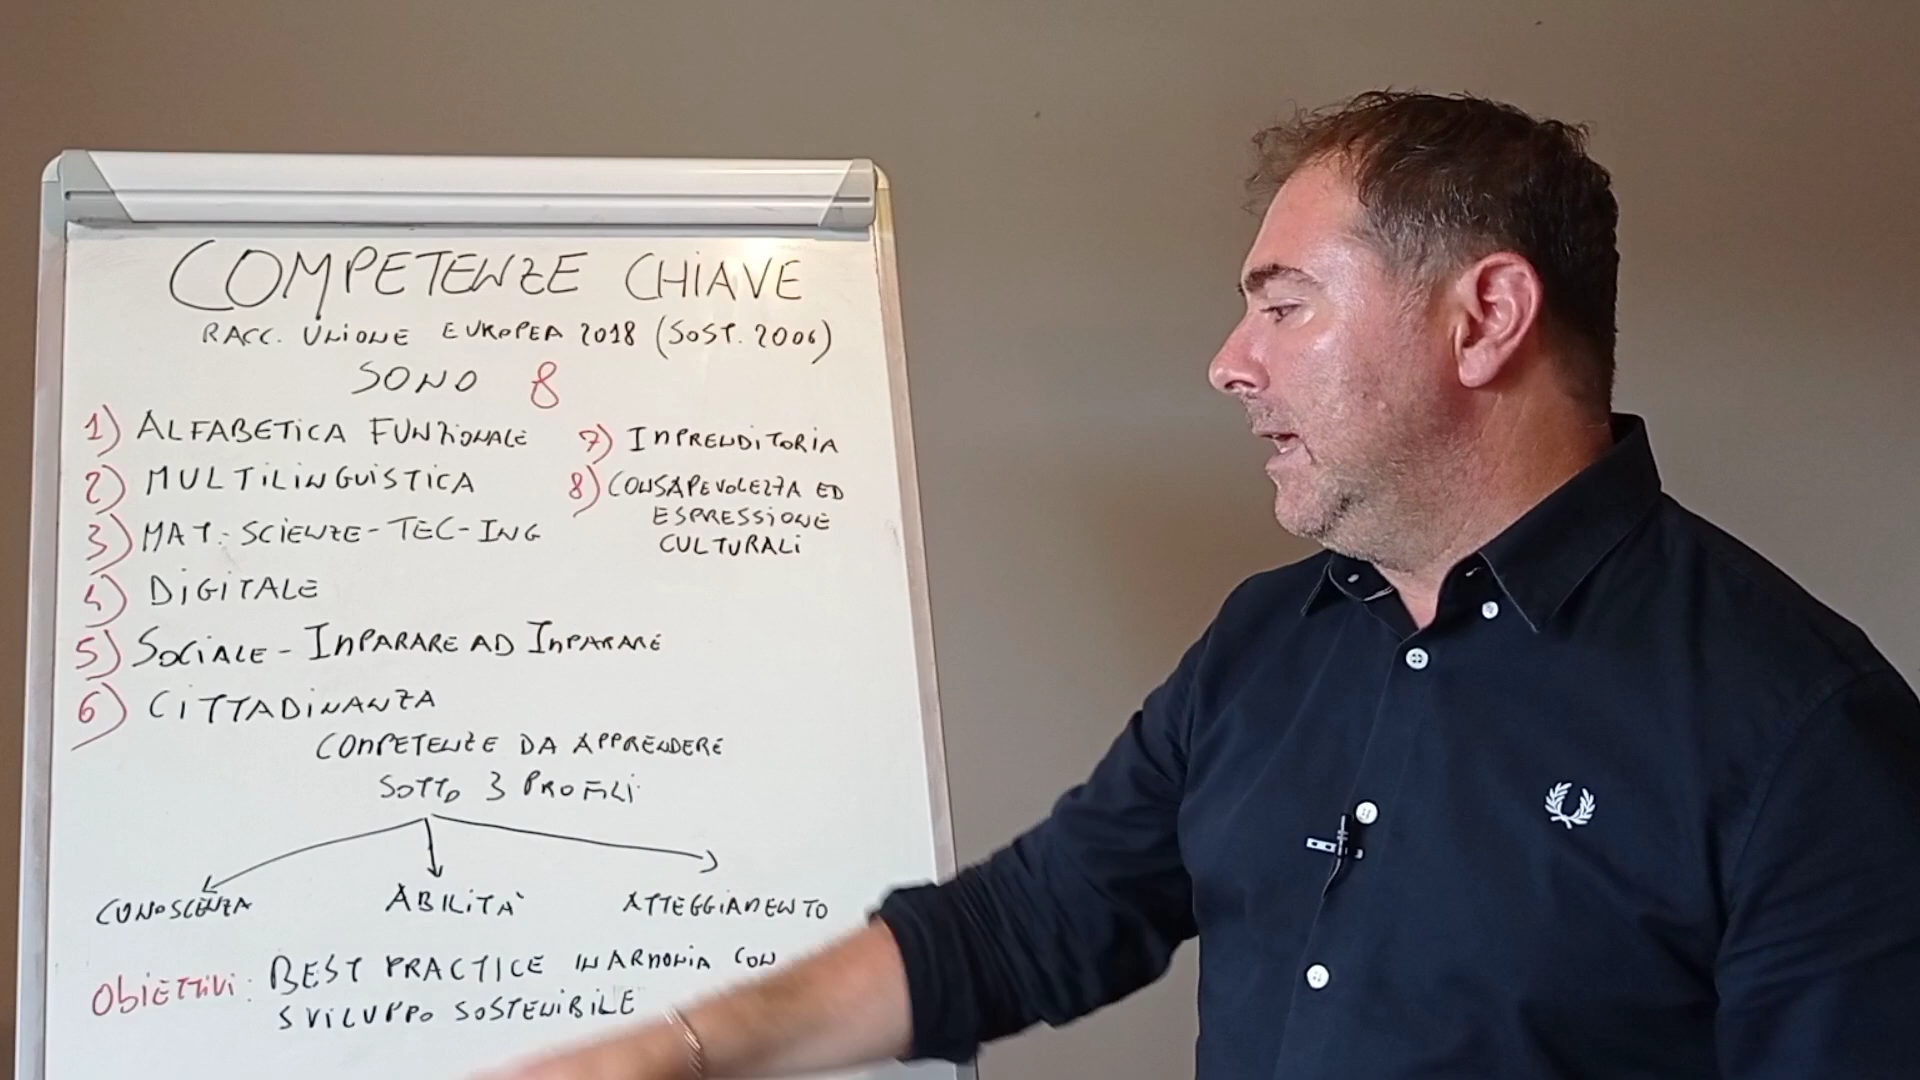 COMPETENZE CHIAVE
RACC. UNIONE EUROPEA 2018 (SOST. 2006)
SONO 8
1) ALFABETICA FUNZIONALE
2) MULTILINGUISTICA
3) MAT. - SCIENZE - TEC - ING
4) DIGITALE
5) SOCIALE - IMPARARE AD IMPARARE
6) CITTADINANZA
7) IMPRENDITORIA
8) CONSAPEVOLEZZA ED
ESPRESSIONE
CULTURALI
COMPETENZE DA APPRENDERE
SOTTO 3 PROFILI
CONOSCENZA ABILITÀ ATTEGGIAMENTO
OBIETTIVI: BEST PRACTICE IN ARMONIA CON
SVILUPPO SOSTENIBILE